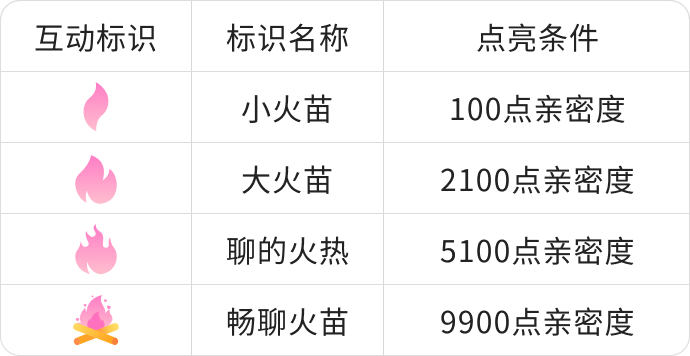 互动标识 标识名称 点亮条件
小火苗 100点亲密度
大火苗 2100点亲密度
聊的火热 5100点亲密度
畅聊火苗 9900点亲密度